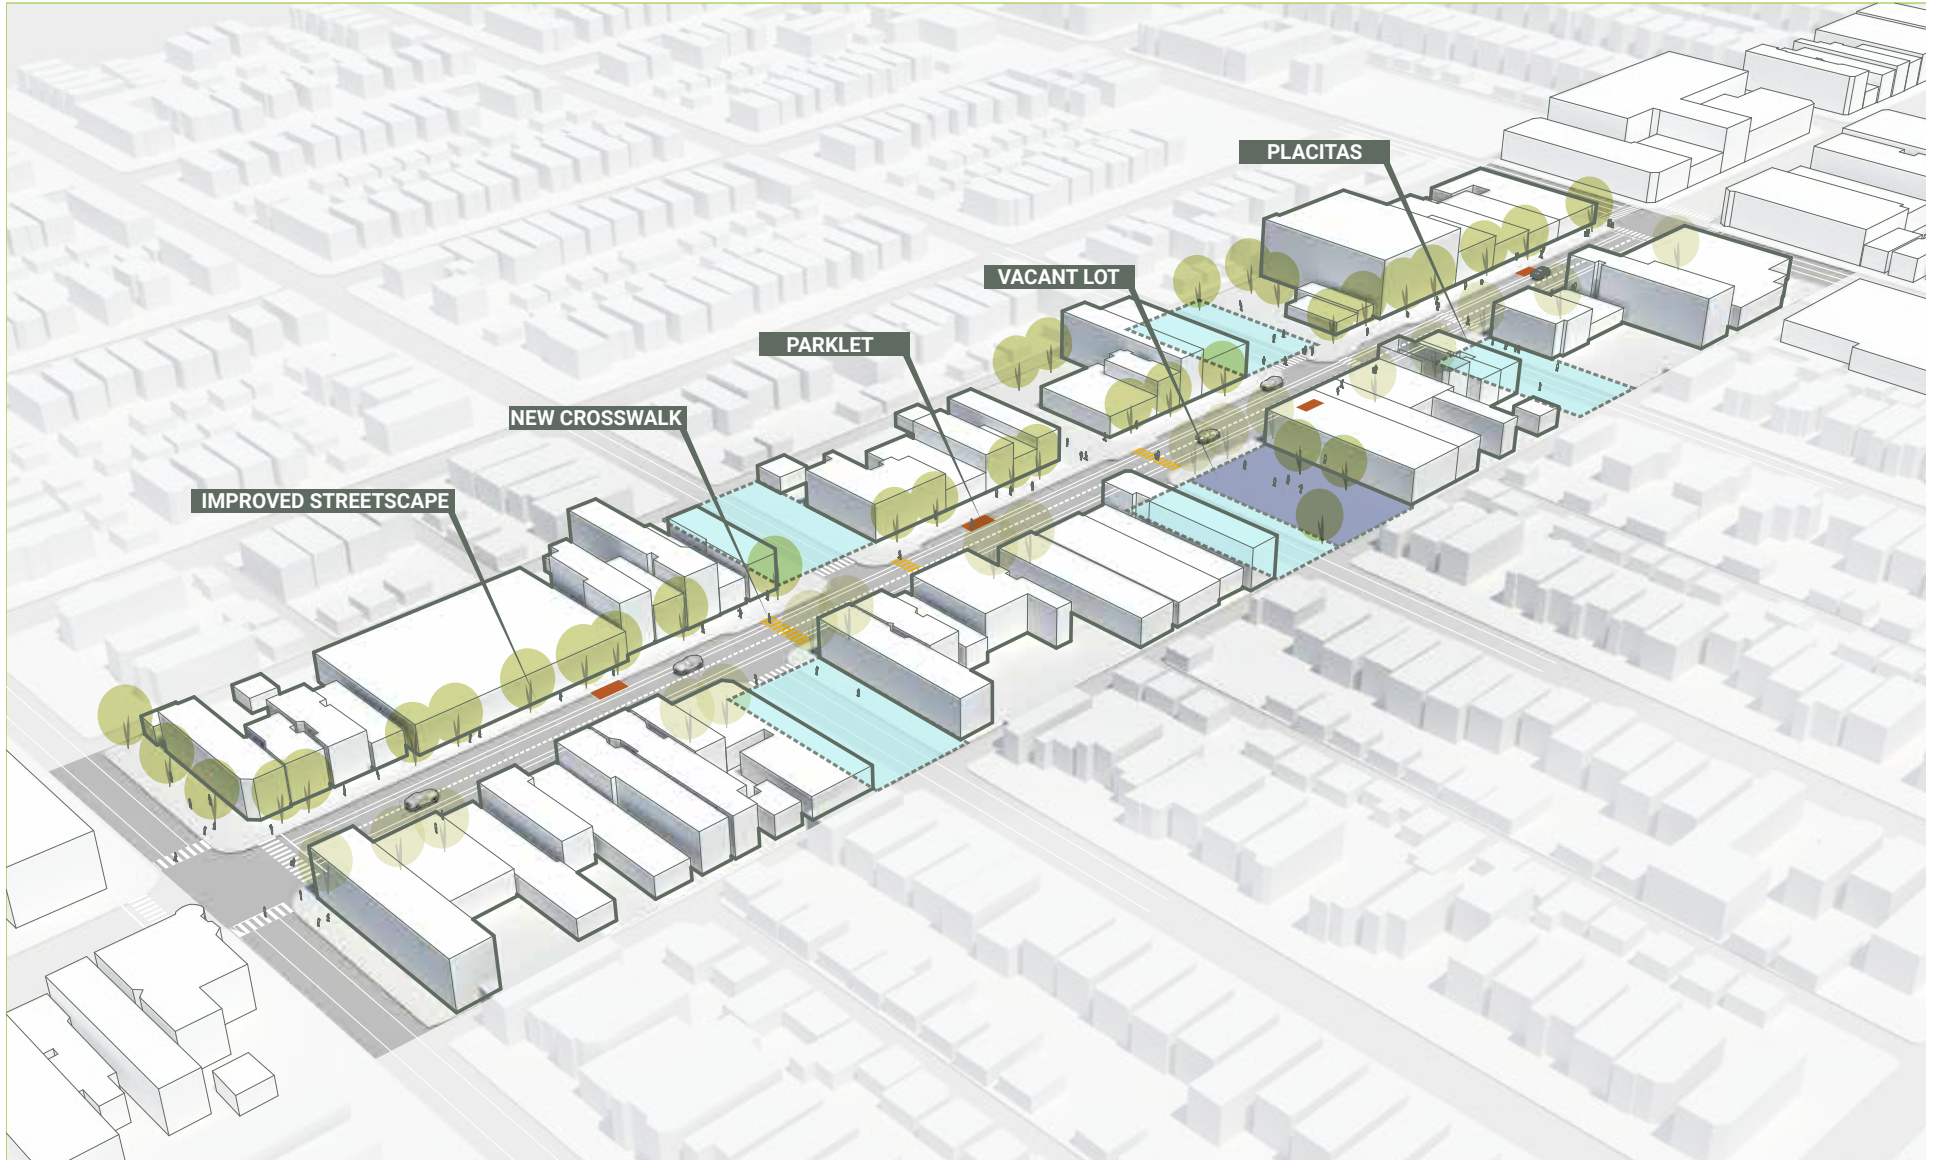 PLACITAS
VACANT LOT
PARKLET
NEW CROSSWALK
IMPROVED STREETSCAPE